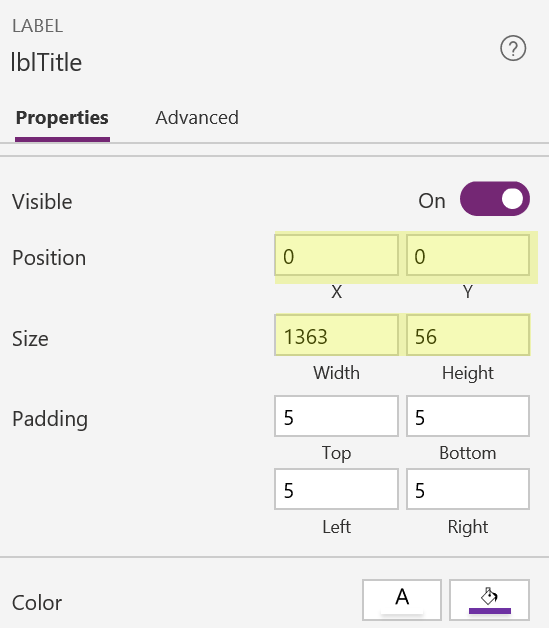 LABEL
lblTitle
?
Properties Advanced
Visible On
Position 0 0
X Y
Size 1363 56
Width Height
Padding 5 5
Top Bottom
5 5
Left Right
Color A